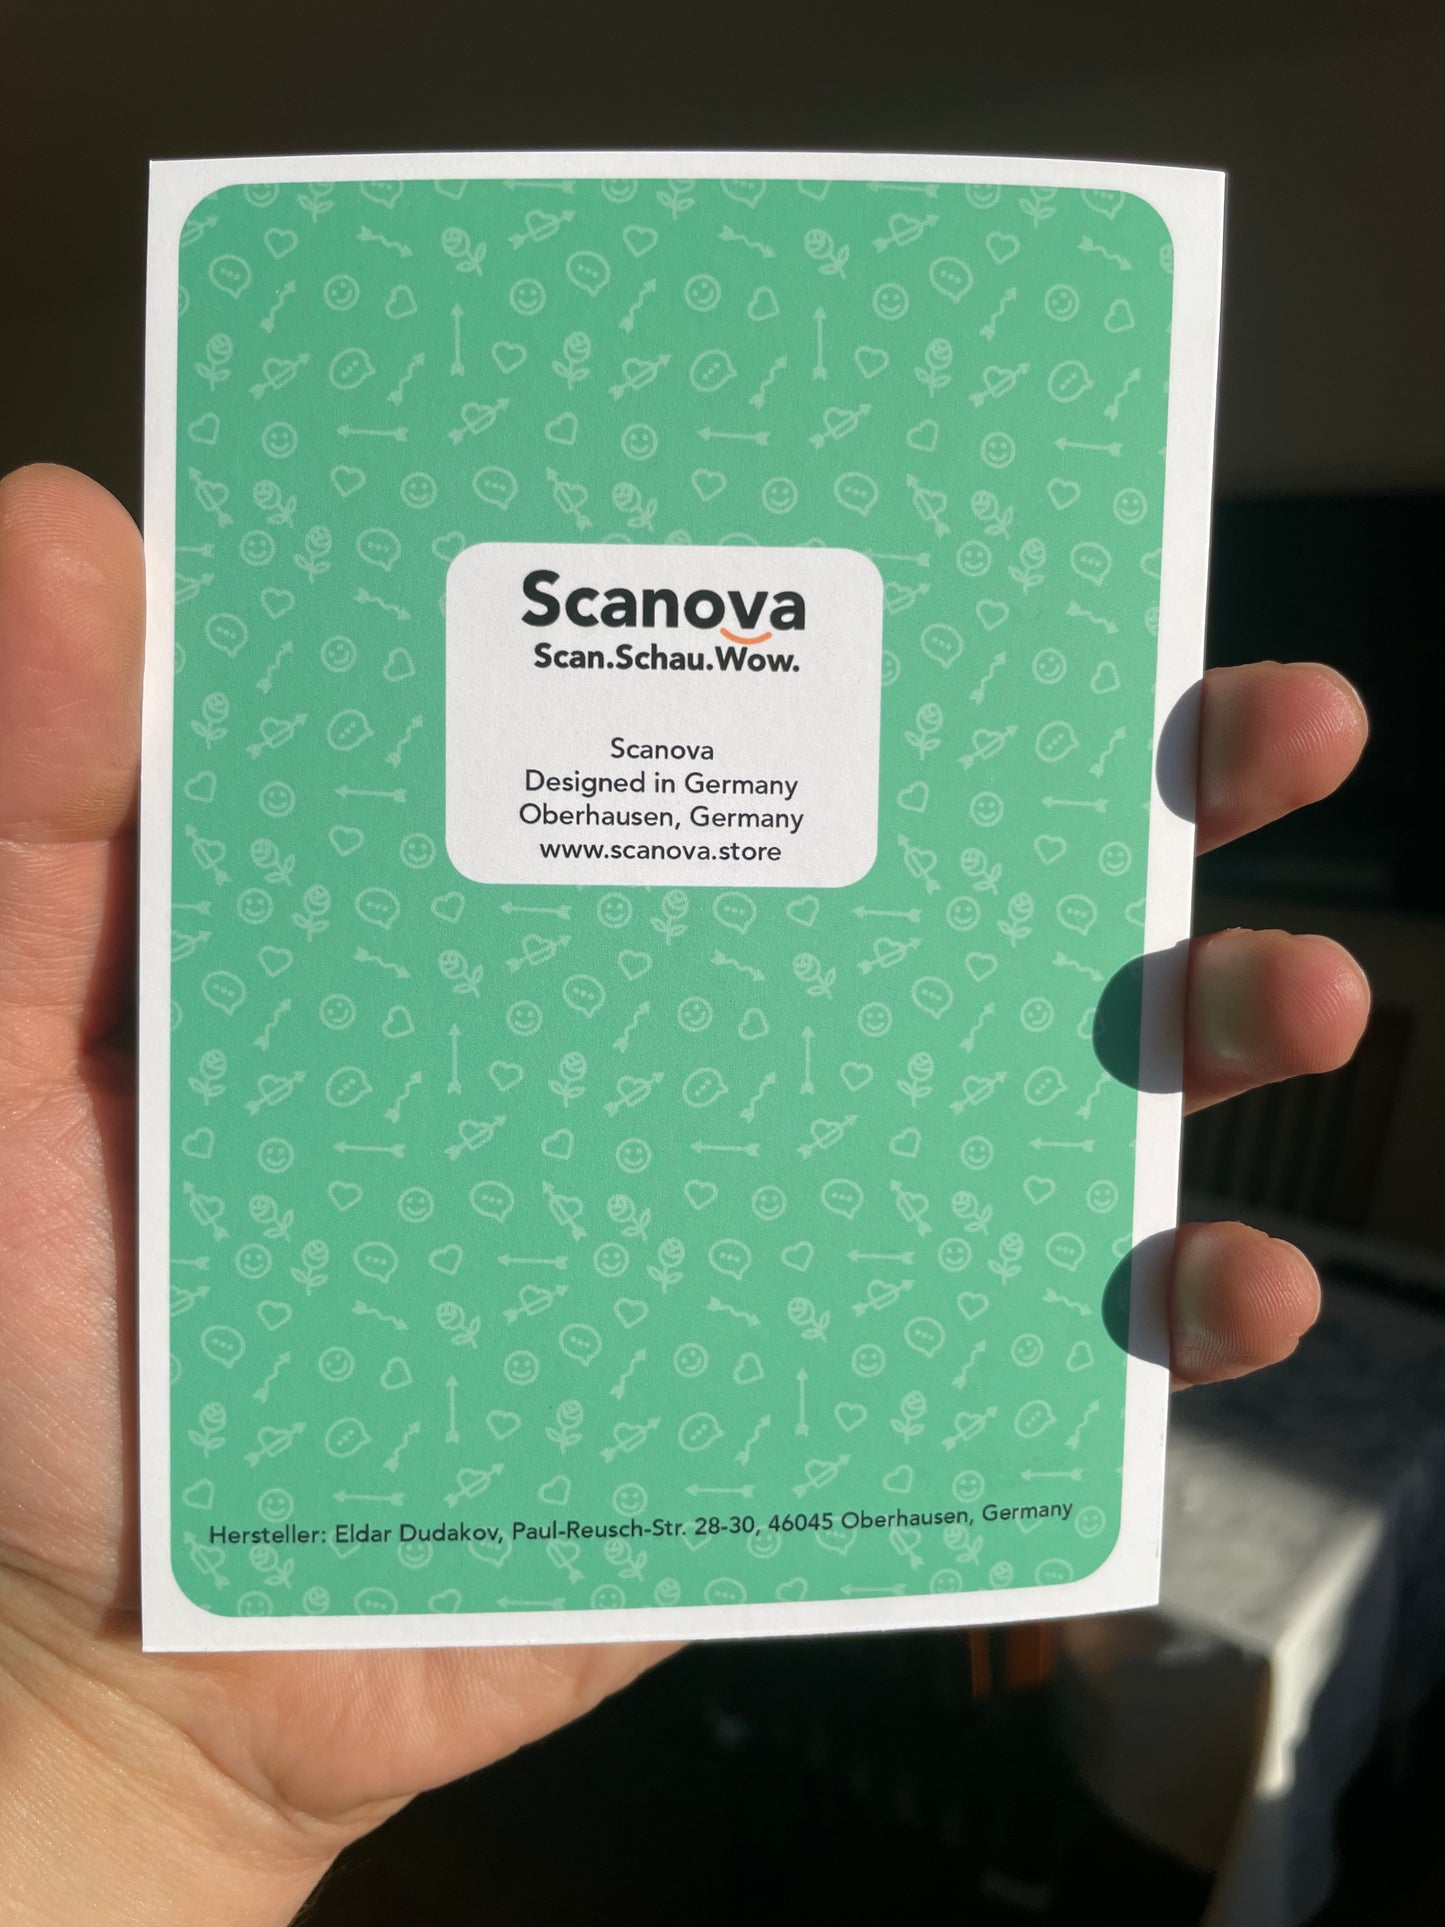 Scanova
Scan.Schau.Wow.
Scanova
Designed in Germany
Oberhausen, Germany
www.scanova.store
Hersteller: Eldar Dudakov, Paul-Reusch-Str. 28-30, 46045 Oberhausen, Germany